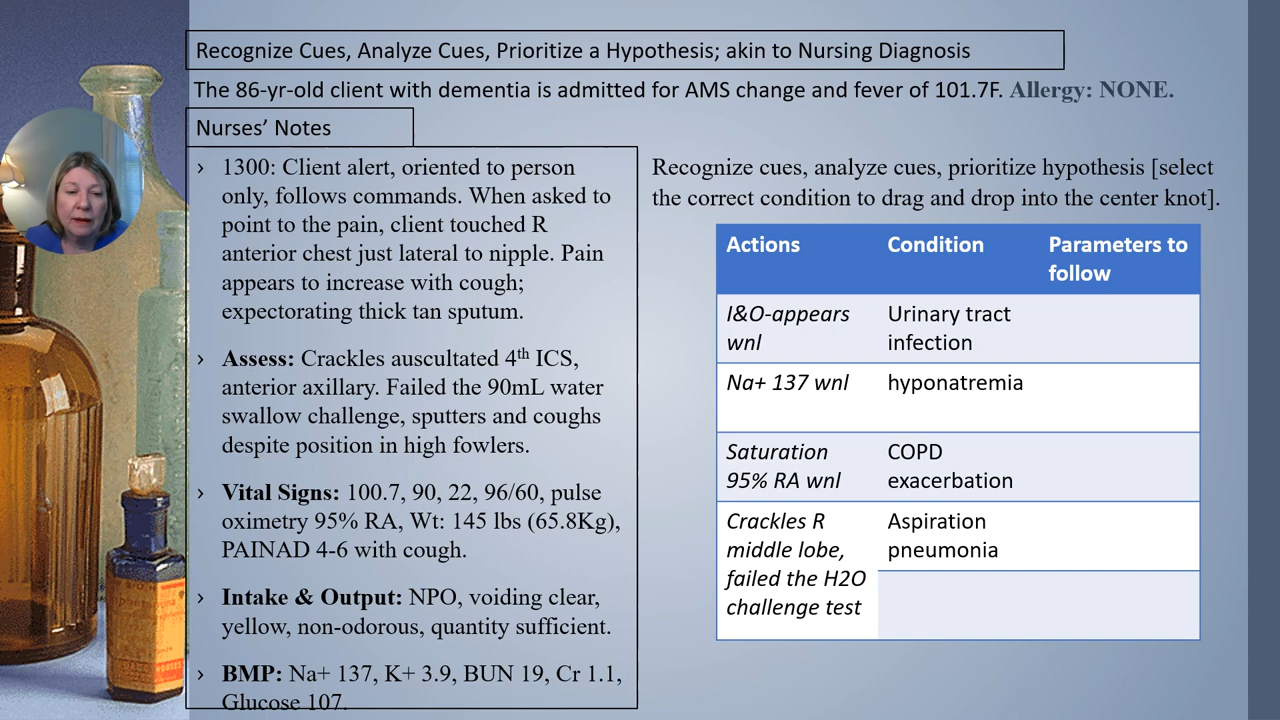 Recognize Cues, Analyze Cues, Prioritize a Hypothesis; akin to Nursing Diagnosis
The 86-yr-old client with dementia is admitted for AMS change and fever of 101.7F. Allergy: NONE.
Nurses’ Notes
› 1300: Client alert, oriented to person
only, follows commands. When asked to
point to the pain, client touched R
anterior chest just lateral to nipple. Pain
appears to increase with cough;
expectorating thick tan sputum.
› Assess: Crackles auscultated 4th ICS,
anterior axillary. Failed the 90mL water
swallow challenge, sputters and coughs
despite position in high fowlers.
› Vital Signs: 100.7, 90, 22, 96/60, pulse
oximetry 95% RA, Wt: 145 lbs (65.8Kg),
PAINAD 4-6 with cough.
› Intake & Output: NPO, voiding clear,
yellow, non-odorous, quantity sufficient.
› BMP: Na+ 137, K+ 3.9, BUN 19, Cr 1.1,
Glucose 107.
Recognize cues, analyze cues, prioritize hypothesis [select
the correct condition to drag and drop into the center knot].
Actions
Condition
Parameters to
follow
I&O-appears
wnl
Urinary tract
infection
Na+ 137 wnl
hyponatremia
Saturation
95% RA wnl
COPD
exacerbation
Crackles R
middle lobe,
failed the H2O
challenge test
Aspiration
pneumonia